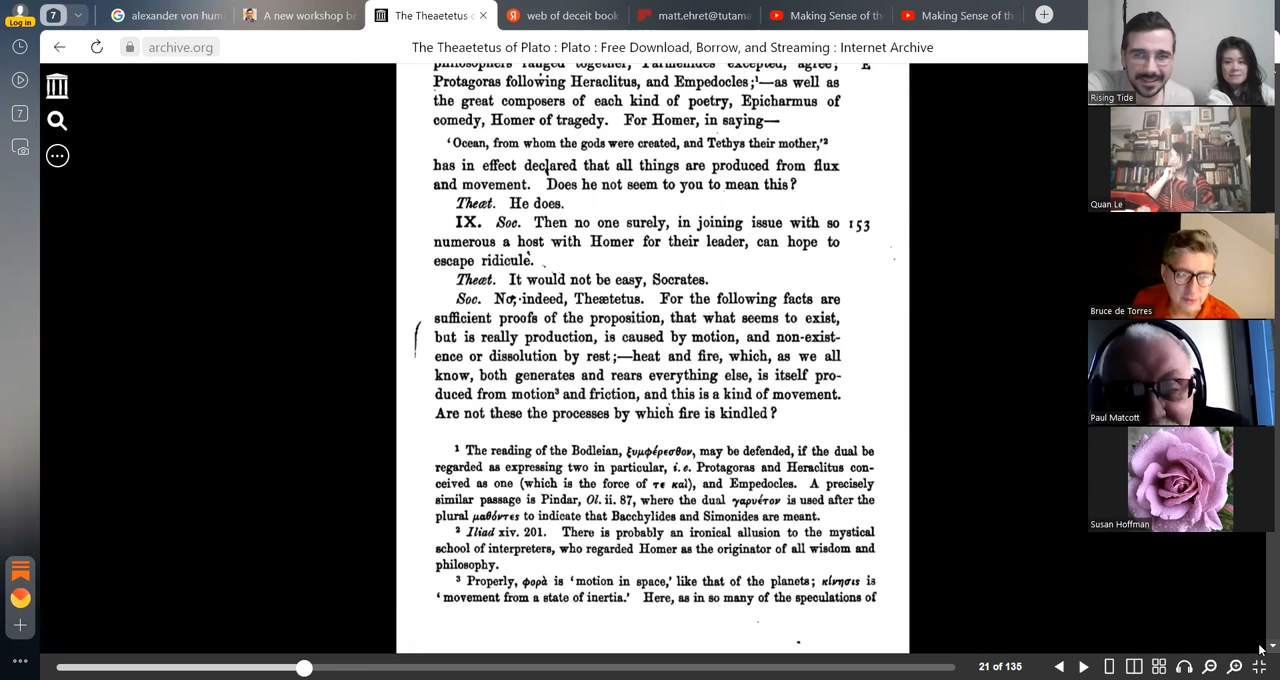 7
alexander von hum
A new workshop be
The Theaetetus o
web of deceit book
matt.ehret@tutama
Making Sense of th
Making Sense of th
Log in
archive.org
The Theaetetus of Plato : Plato : Free Download, Borrow, and Streaming : Internet Archive
7
philosophers ranged together, Parmenides excepted, agree; E
Protagoras following Heraclitus, and Empedocles;¹—as well as
the great composers of each kind of poetry, Epicharmus of
comedy, Homer of tragedy. For Homer, in saying—
'Ocean, from whom the gods were created, and Tethys their mother,'²
has in effect declared that all things are produced from flux
and movement. Does he not seem to you to mean this?
Theæt. He does.
IX. Soc. Then no one surely, in joining issue with so 153
numerous a host with Homer for their leader, can hope to
escape ridicule.
Theæt. It would not be easy, Socrates.
Soc. No, indeed, Theætetus. For the following facts are
sufficient proofs of the proposition, that what seems to exist,
but is really production, is caused by motion, and non-exist-
ence or dissolution by rest;—heat and fire, which, as we all
know, both generates and rears everything else, is itself pro-
duced from motion³ and friction, and this is a kind of movement.
Are not these the processes by which fire is kindled?
¹ The reading of the Bodleian, ξυμφέρεσθον, may be defended, if the dual be
regarded as expressing two in particular, i.e. Protagoras and Heraclitus con-
ceived as one (which is the force of τε καὶ), and Empedocles. A precisely
similar passage is Pindar, Ol. ii. 87, where the dual γαρυέτον is used after the
plural μαθόντες to indicate that Bacchylides and Simonides are meant.
² Iliad xiv. 201. There is probably an ironical allusion to the mystical
school of interpreters, who regarded Homer as the originator of all wisdom and
philosophy.
³ Properly, φορὰ is 'motion in space,' like that of the planets; κίνησις is
'movement from a state of inertia.' Here, as in so many of the speculations of
21 of 135
Rising Tide
Quan Le
Bruce de Torres
Paul Matcott
Susan Hoffman